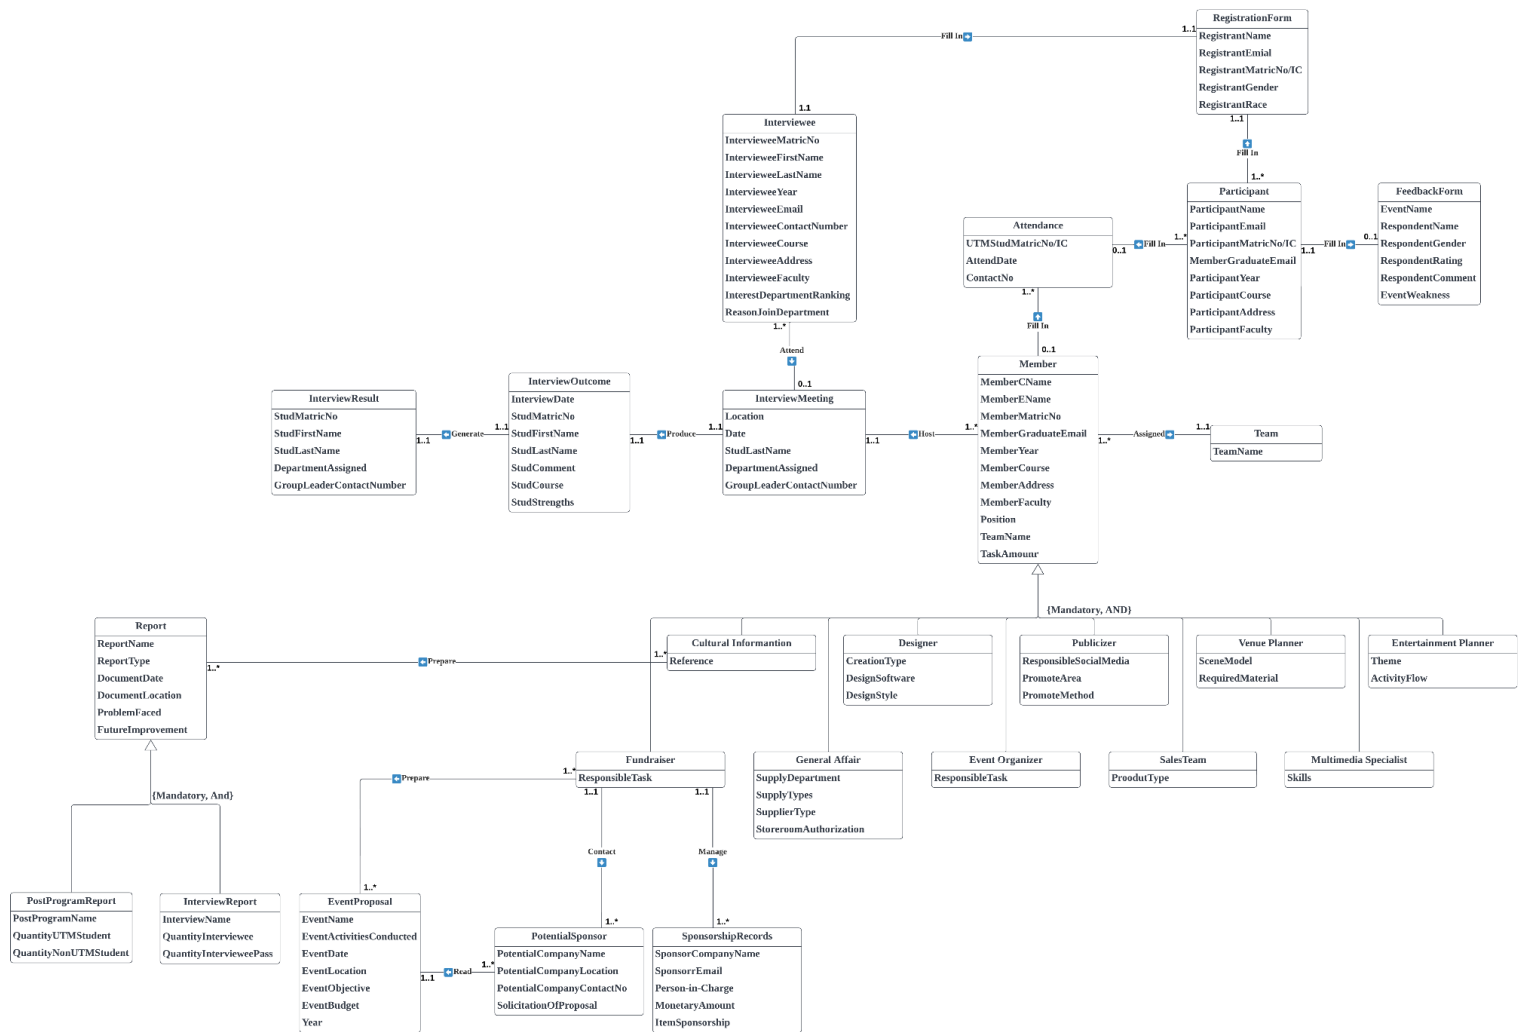 RegistrationForm
RegistrantName
RegistrantEmial
RegistrantMatricNo/IC
RegistrantGender
RegistrantRace
1..1
Fill In
1.1
1..1
Fill In
1..*
Interviewee
IntervieweeMatricNo
IntervieweeFirstName
IntervieweeLastName
IntervieweeYear
IntervieweeEmail
IntervieweeContactNumber
IntervieweeCourse
IntervieweeAddress
IntervieweeFaculty
InterestDepartmentRanking
ReasonJoinDepartment
Participant
ParticipantName
ParticipantEmail
ParticipantMatricNo/IC
MemberGraduateEmail
ParticipantYear
ParticipantCourse
ParticipantAddress
ParticipantFaculty
FeedbackForm
EventName
RespondentName
RespondentGender
RespondentRating
RespondentComment
EventWeakness
1..1
Fill In
0..1
Attendance
UTMStudMatricNo/IC
AttendDate
ContactNo
0..1
Fill In
1..*
1..*
Fill In
0..1
1..*
Attend
0..1
InterviewResult
StudMatricNo
StudFirstName
StudLastName
DepartmentAssigned
GroupLeaderContactNumber
1..1
Generate
1..1
InterviewOutcome
InterviewDate
StudMatricNo
StudFirstName
StudLastName
StudComment
StudCourse
StudStrengths
1..1
Produce
1..1
InterviewMeeting
Location
Date
StudLastName
DepartmentAssigned
GroupLeaderContactNumber
1..1
Host
1..*
Member
MemberCName
MemberEName
MemberMatricNo
MemberGraduateEmail
MemberYear
MemberCourse
MemberAddress
MemberFaculty
Position
TeamName
TaskAmounr
1..*
Assigned
1..1
Team
TeamName
{Mandatory, AND}
Report
ReportName
ReportType
DocumentDate
DocumentLocation
ProblemFaced
FutureImprovement
1..*
Prepare
1..*
Cultural Informantion
Reference
Designer
CreationType
DesignSoftware
DesignStyle
Publicizer
ResponsibleSocialMedia
PromoteArea
PromoteMethod
Venue Planner
SceneModel
RequiredMaterial
Entertainment Planner
Theme
ActivityFlow
{Mandatory, And}
Prepare
1..*
Fundraiser
ResponsibleTask
General Affair
SupplyDepartment
SupplyTypes
SupplierType
StoreroomAuthorization
Event Organizer
ResponsibleTask
SalesTeam
ProodutType
Multimedia Specialist
Skills
1..1
Contact
1..*
1..1
Manage
1..*
1..*
PostProgramReport
PostProgramName
QuantityUTMStudent
QuantityNonUTMStudent
InterviewReport
InterviewName
QuantityInterviewee
QuantityIntervieweePass
EventProposal
EventName
EventActivitiesConducted
EventDate
EventLocation
EventObjective
EventBudget
Year
1..1
Read
1..*
PotentialSponsor
PotentialCompanyName
PotentialCompanyLocation
PotentialCompanyContactNo
SolicitationOfProposal
SponsorshipRecords
SponsorCompanyName
SponsorrEmail
Person-in-Charge
MonetaryAmount
ItemSponsorship